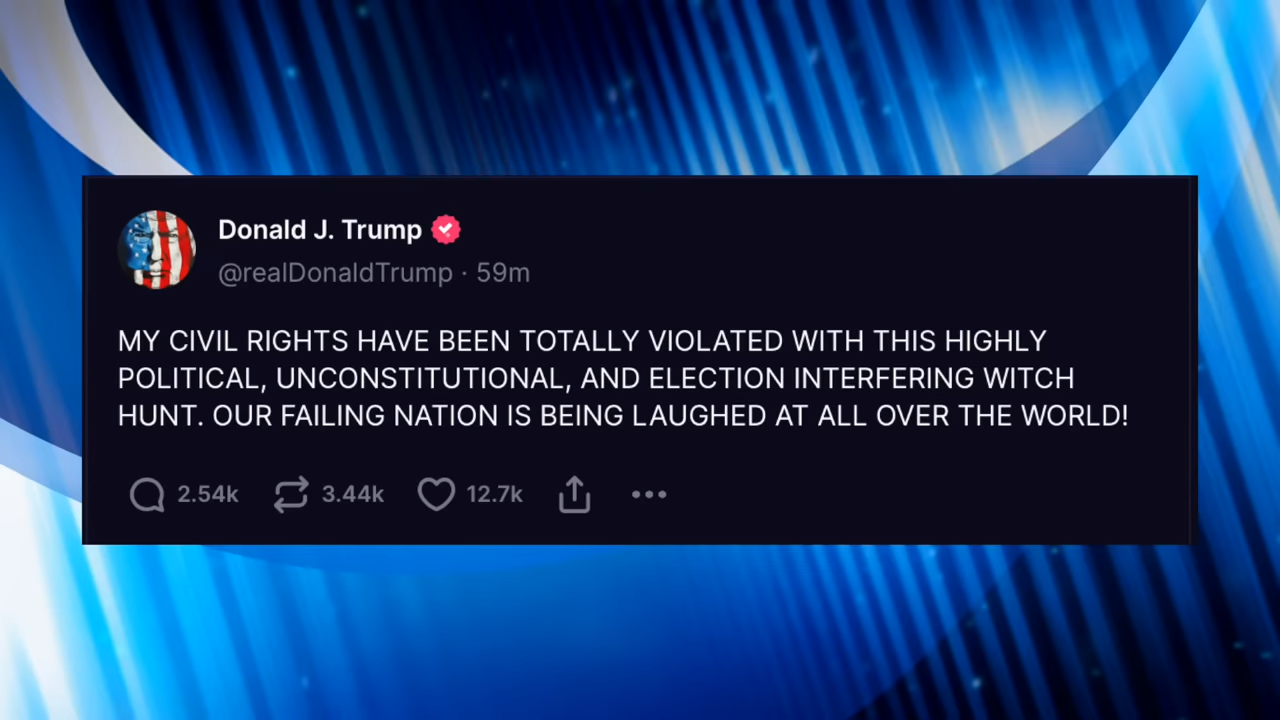 Donald J. Trump
@realDonaldTrump · 59m
MY CIVIL RIGHTS HAVE BEEN TOTALLY VIOLATED WITH THIS HIGHLY
POLITICAL, UNCONSTITUTIONAL, AND ELECTION INTERFERING WITCH
HUNT. OUR FAILING NATION IS BEING LAUGHED AT ALL OVER THE WORLD!
2.54k 3.44k 12.7k